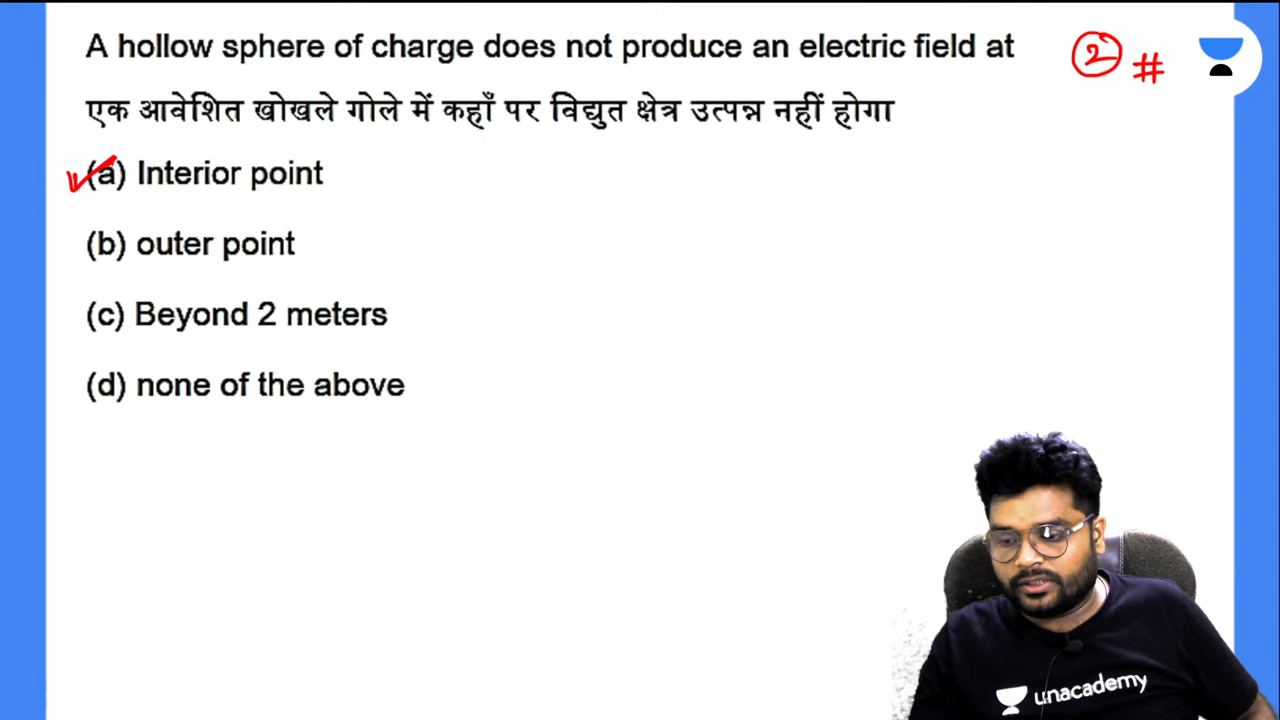 A hollow sphere of charge does not produce an electric field at
② #
एक आवेशित खोखले गोले में कहाँ पर विद्युत क्षेत्र उत्पन्न नहीं होगा
(a) Interior point
(b) outer point
(c) Beyond 2 meters
(d) none of the above
unacademy